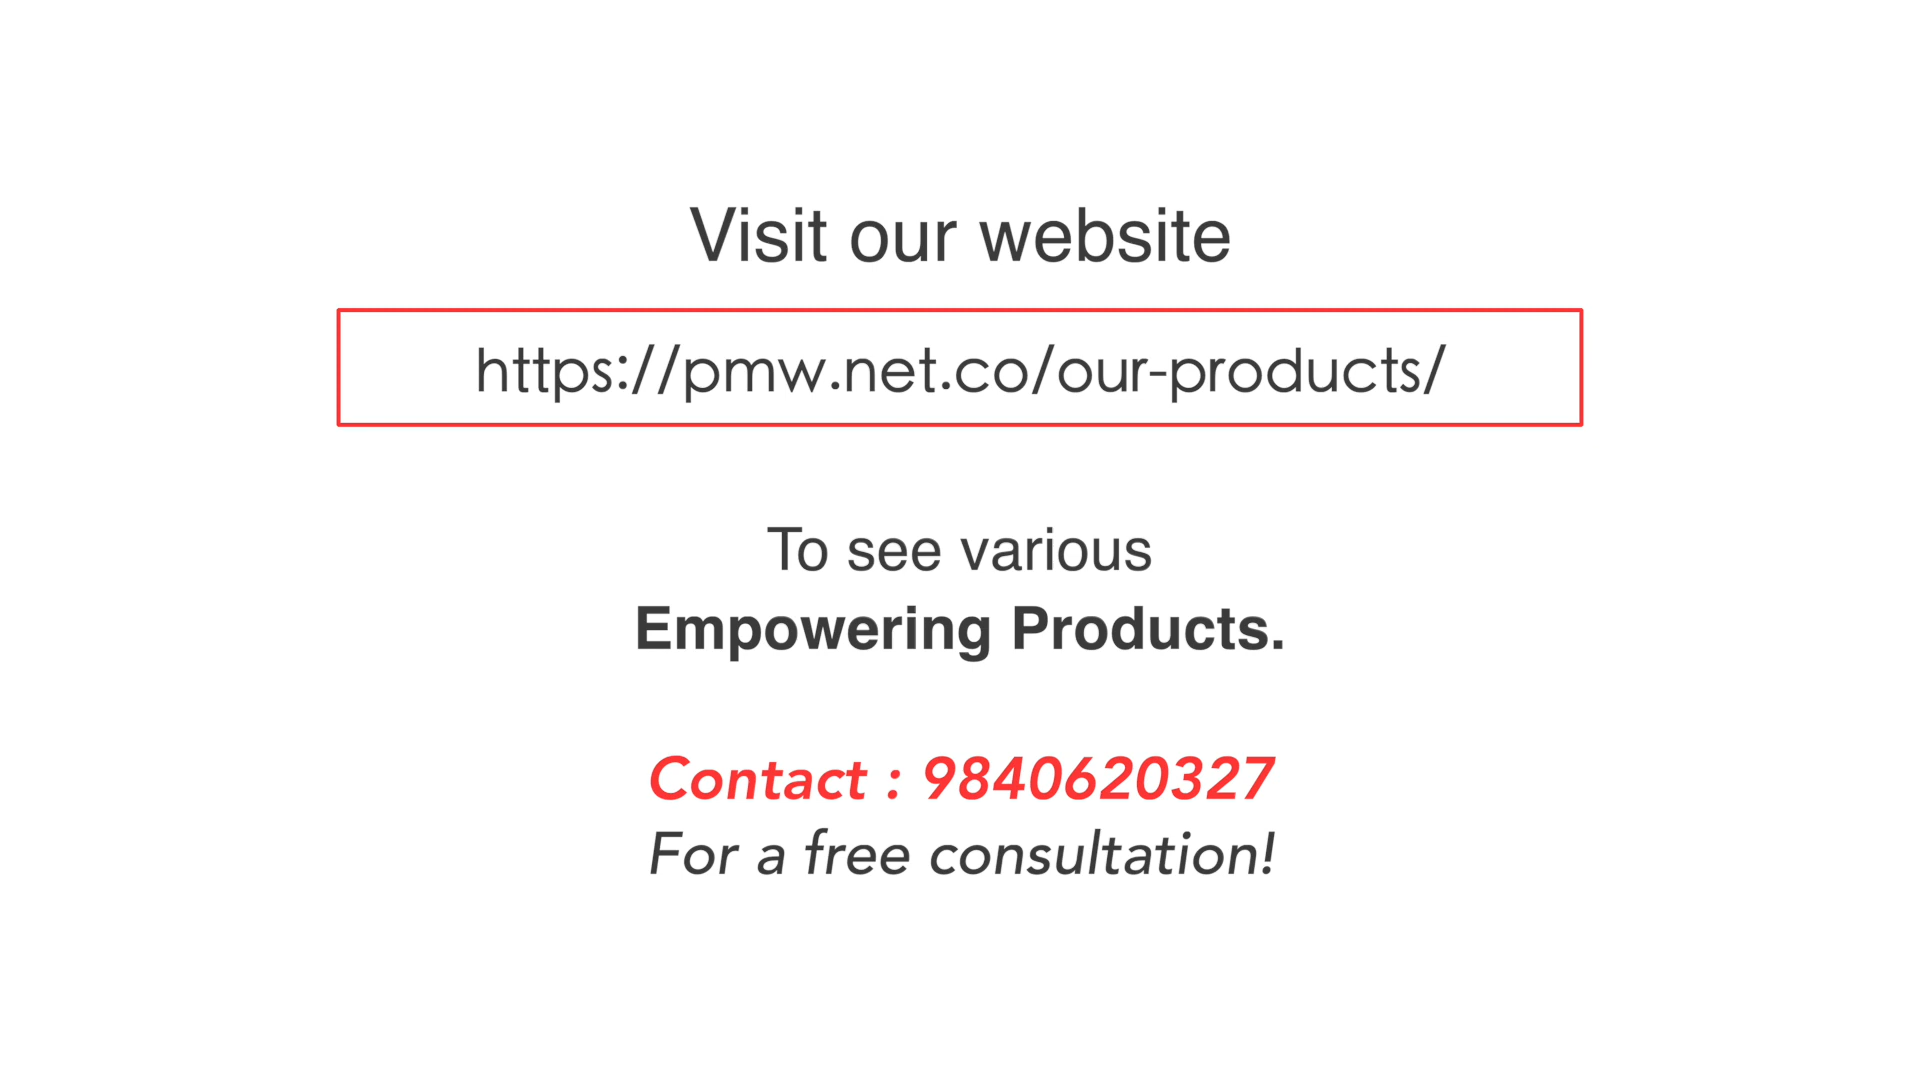 Visit our website
https://pmw.net.co/our-products/
To see various
Empowering Products.
Contact : 9840620327
For a free consultation!